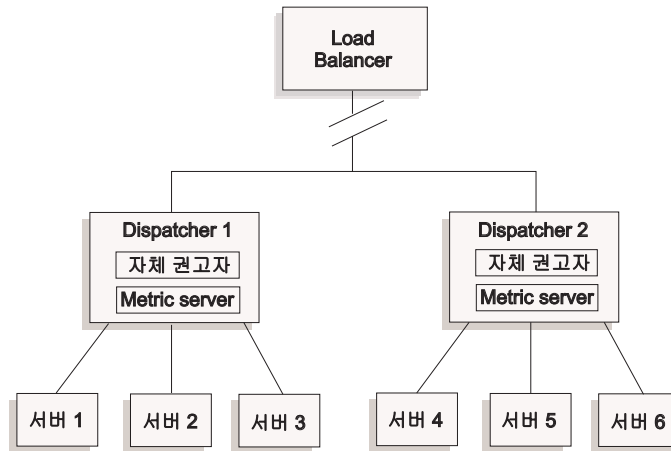 Load
Balancer
Dispatcher 1
자체 권고자
Metric server
Dispatcher 2
자체 권고자
Metric server
서버 1
서버 2
서버 3
서버 4
서버 5
서버 6